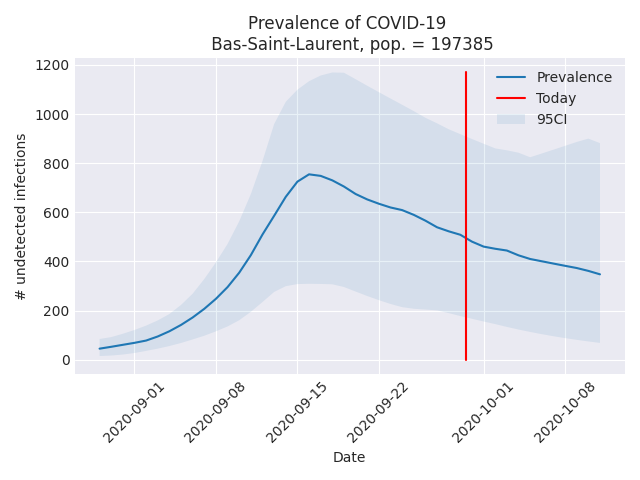 Prevalence of COVID-19
Bas-Saint-Laurent, pop. = 197385
# undetected infections
1200
1000
800
600
400
200
0
Prevalence
Today
95CI
2020-09-01
2020-09-08
2020-09-15
2020-09-22
2020-10-01
2020-10-08
Date